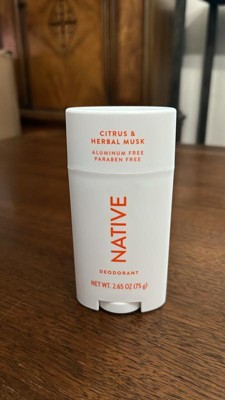 CITRUS &
HERBAL MUSK
ALUMINUM FREE
PARABEN FREE
NATIVE
DEODORANT
NET WT. 2.65 OZ (75 g)